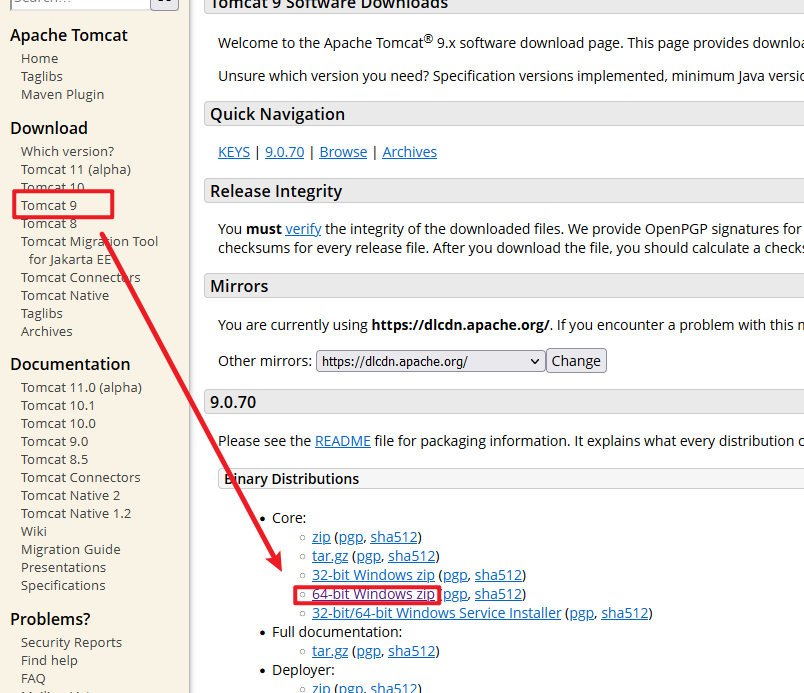 Apache Tomcat
Home
Taglibs
Maven Plugin
Download
Which version?
Tomcat 11 (alpha)
Tomcat 10
Tomcat 9
Tomcat 8
Tomcat Migration Tool
for Jakarta EE
Tomcat Connectors
Tomcat Native
Taglibs
Archives
Documentation
Tomcat 11.0 (alpha)
Tomcat 10.1
Tomcat 10.0
Tomcat 9.0
Tomcat 8.5
Tomcat Connectors
Tomcat Native 2
Tomcat Native 1.2
Wiki
Migration Guide
Presentations
Specifications
Problems?
Security Reports
Find help
FAQ
Tomcat 9 Software Downloads
Welcome to the Apache Tomcat® 9.x software download page. This page provides
Unsure which version you need? Specification versions implemented, minimum Java
Quick Navigation
KEYS | 9.0.70 | Browse | Archives
Release Integrity
You must verify the integrity of the downloaded files. We provide OpenPGP signatures for
checksums for every release file. After you download the file, you should calculate a
Mirrors
You are currently using https://dlcdn.apache.org/. If you encounter a problem with this
Other mirrors: https://dlcdn.apache.org/ Change
9.0.70
Please see the README file for packaging information. It explains what every distribution
Binary Distributions
• Core:
◦ zip (pgp, sha512)
◦ tar.gz (pgp, sha512)
◦ 32-bit Windows zip (pgp, sha512)
◦ 64-bit Windows zip (pgp, sha512)
◦ 32-bit/64-bit Windows Service Installer (pgp, sha512)
• Full documentation:
◦ tar.gz (pgp, sha512)
• Deployer:
◦ zip (pgp, sha512)